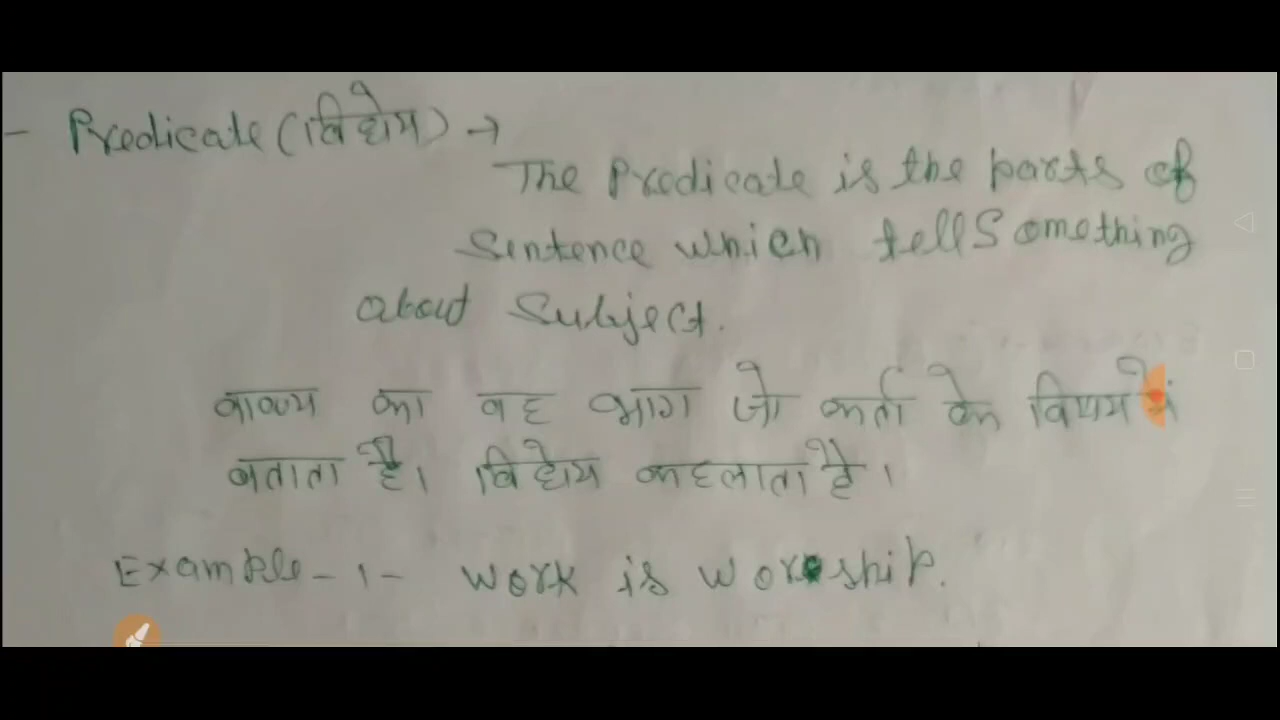 - Predicate (विधेय) →
The Predicate is the parts of
Sentence which tell Something
about Subject.
वाक्य का वह भाग जो कर्ता के विषय में
बताता है। विधेय कहलाता है।
Example - 1 - Work is worship.